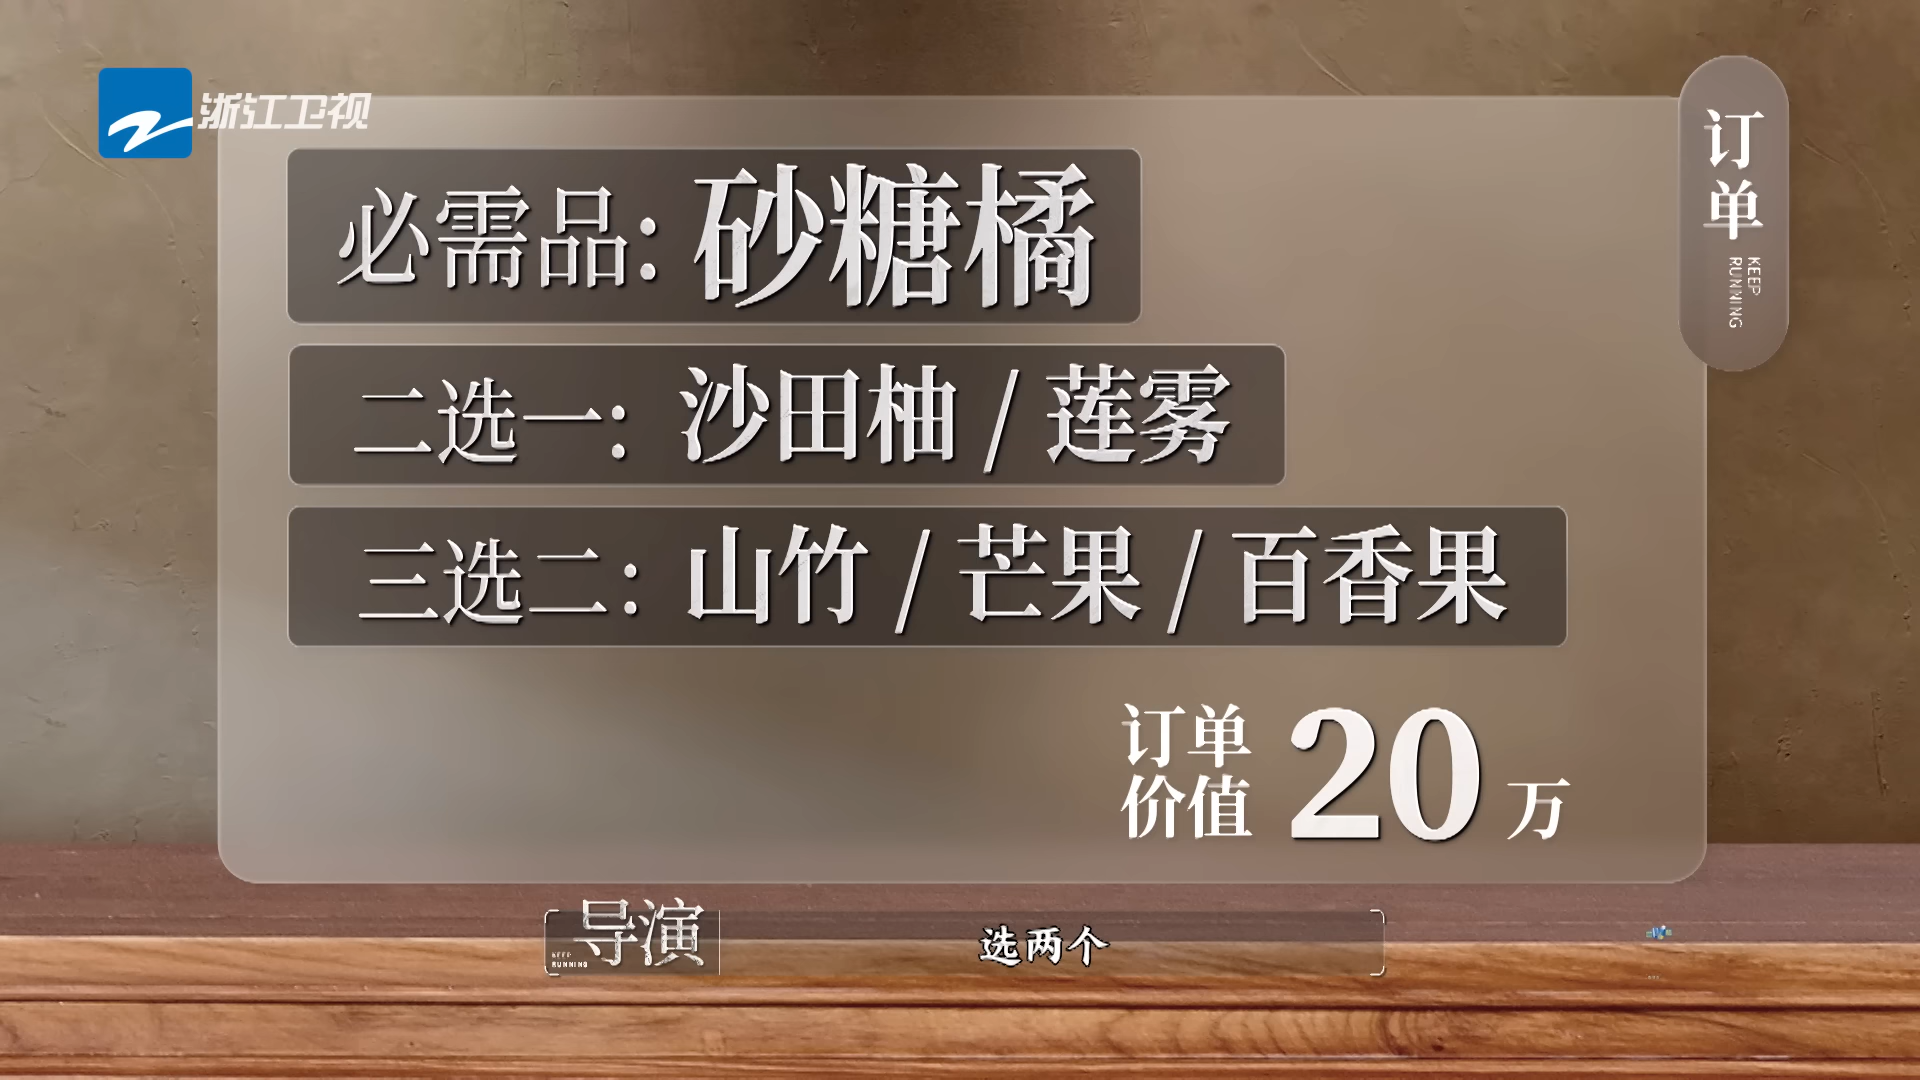 浙江卫视
订单
KEEP
RUNNING
必需品：砂糖橘
二选一：沙田柚 / 莲雾
三选二：山竹 / 芒果 / 百香果
订单
价值 20 万
导演
KEEP
RUNNING
选两个